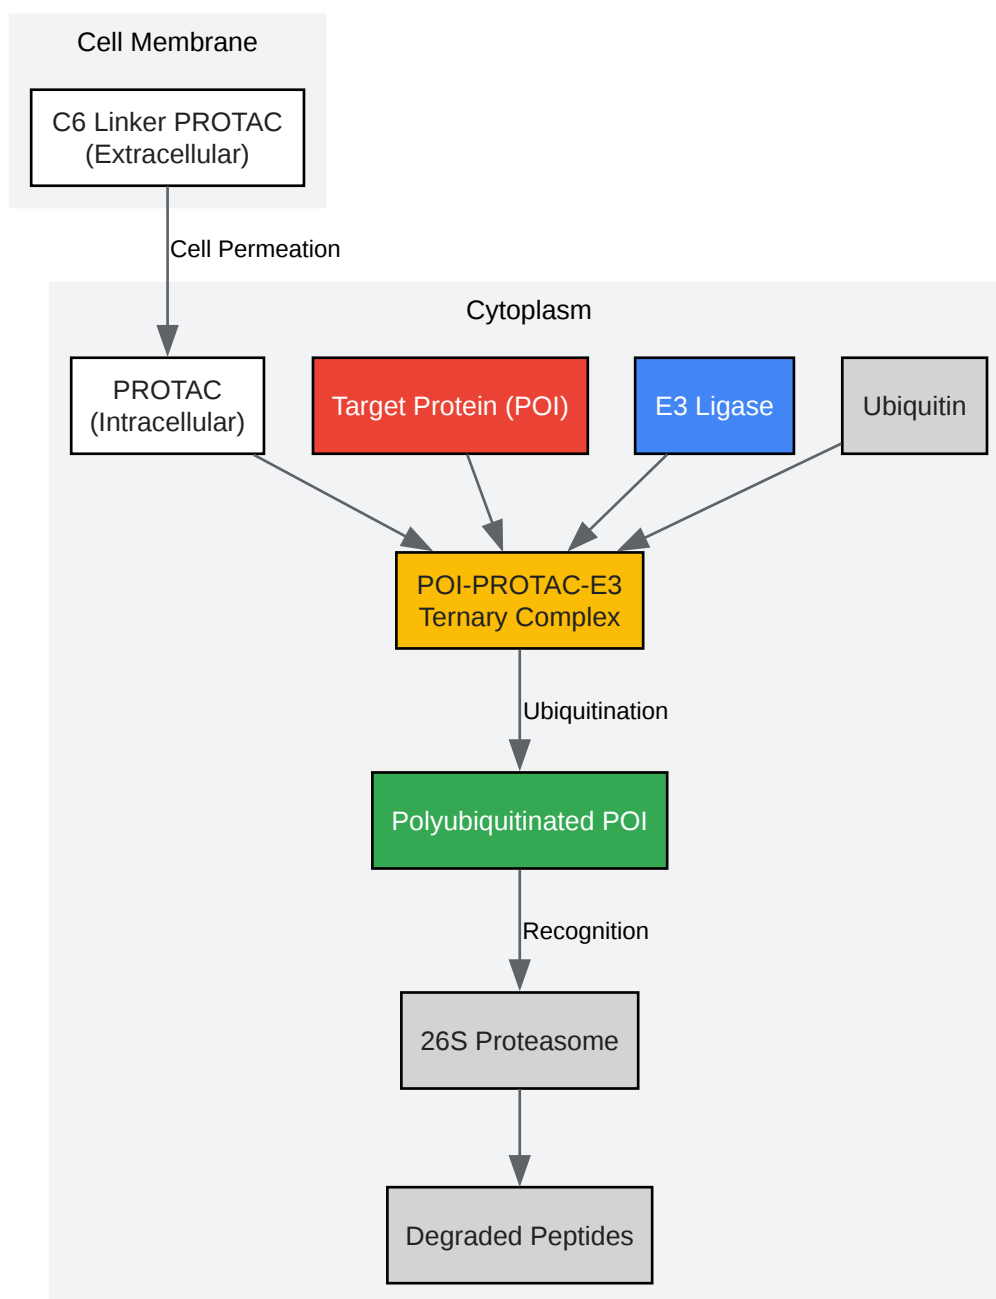 Cell Membrane
C6 Linker PROTAC
(Extracellular)
Cell Permeation
Cytoplasm
PROTAC
(Intracellular)
Target Protein (POI)
E3 Ligase
Ubiquitin
POI-PROTAC-E3
Ternary Complex
Ubiquitination
Polyubiquitinated POI
Recognition
26S Proteasome
Degraded Peptides